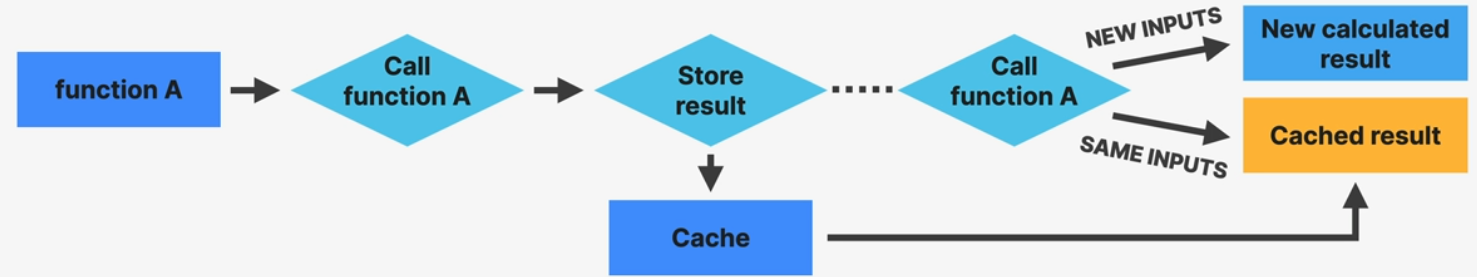 function A
Call
function A
Store
result
Call
function A
NEW INPUTS
New calculated
result
SAME INPUTS
Cached result
Cache